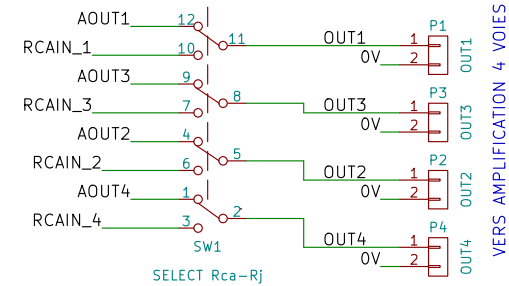 AOUT1 12 11 OUT1 1 P1 OUT1
RCAIN_1 10 0V 2
AOUT3 9 8 OUT3 1 P3 OUT3
RCAIN_3 7 0V 2
AOUT2 4 5 OUT2 1 P2 OUT2
RCAIN_2 6 0V 2
AOUT4 1 2 OUT4 1 P4 OUT4
RCAIN_4 3 0V 2
SW1
SELECT Rca-Rj
VERS AMPLIFICATION 4 VOIES